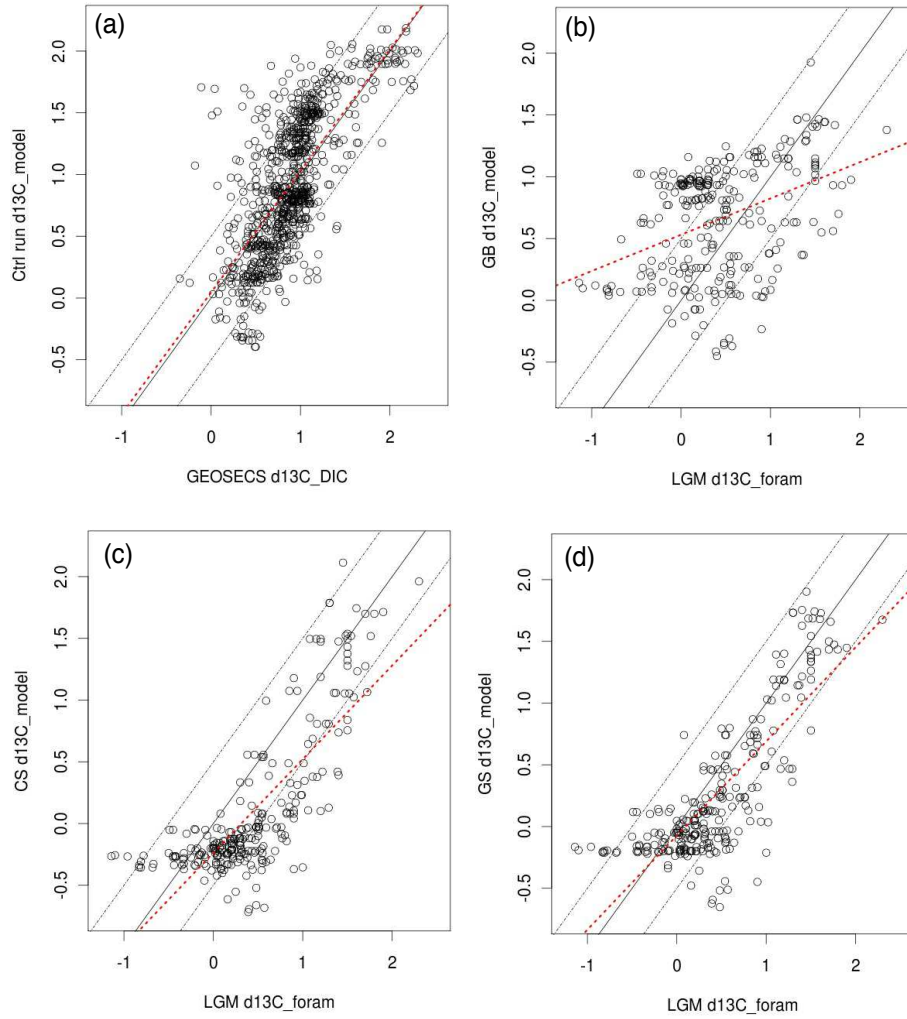 (a)
Ctrl run d13C_model
2.0
1.5
1.0
0.5
0.0
-0.5
-1 0 1 2
GEOSECS d13C_DIC
(b)
GB d13C_model
2.0
1.5
1.0
0.5
0.0
-0.5
-1 0 1 2
LGM d13C_foram
(c)
CS d13C_model
2.0
1.5
1.0
0.5
0.0
-0.5
-1 0 1 2
LGM d13C_foram
(d)
GS d13C_model
2.0
1.5
1.0
0.5
0.0
-0.5
-1 0 1 2
LGM d13C_foram